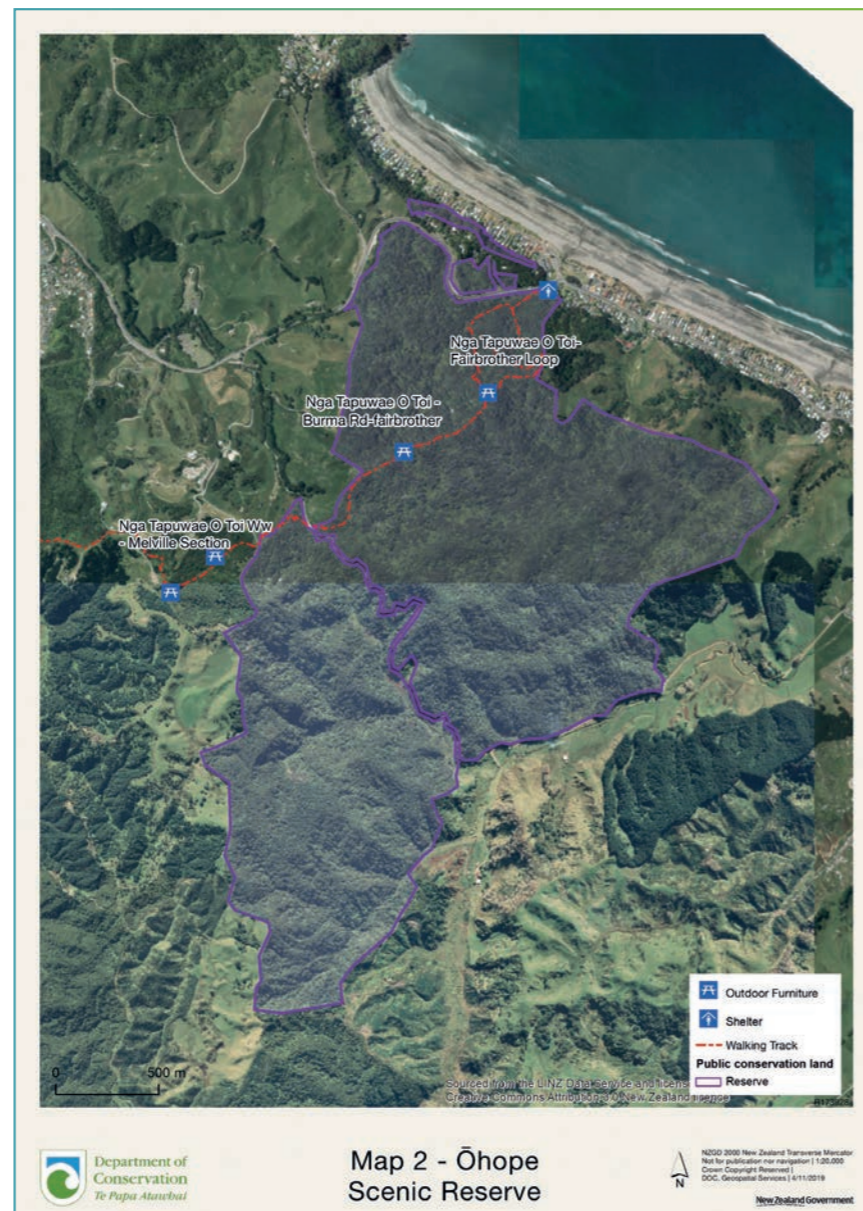 Nga Tapuwae O Toi-
Fairbrother Loop
Nga Tapuwae O Toi -
Burma Rd-fairbrother
Nga Tapuwae O Toi Ww
- Melville Section
Outdoor Furniture
Shelter
Walking Track
Public conservation land
Reserve
0 500 m
Sourced from the LINZ Data Service and licens
Creative Commons Attribution 3.0 New Zealand licence
Department of
Conservation
Te Papa Atawhai
Map 2 - Ōhope
Scenic Reserve
N
NZGD 2000 New Zealand Transverse Mercator
Not for publication nor navigation | 1:20,000
Crown Copyright Reserved |
DOC, Geospatial Services | 4/11/2019
New Zealand Government